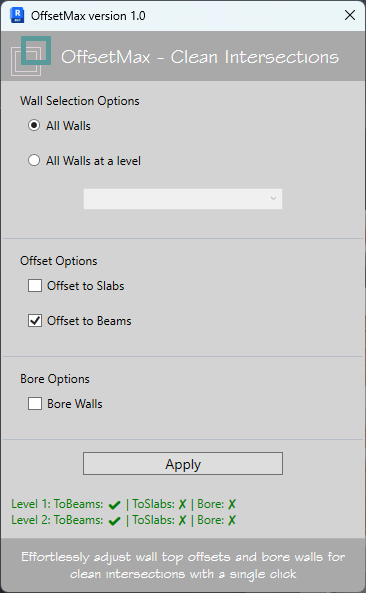 OffsetMax version 1.0
OffsetMax - Clean Intersections
Wall Selection Options
All Walls
All Walls at a level
Offset Options
Offset to Slabs
Offset to Beams
Bore Options
Bore Walls
Apply
Level 1: ToBeams: ✔ | ToSlabs: ✗ | Bore: ✗
Level 2: ToBeams: ✔ | ToSlabs: ✗ | Bore: ✗
Effortlessly adjust wall top offsets and bore walls for
clean intersections with a single click